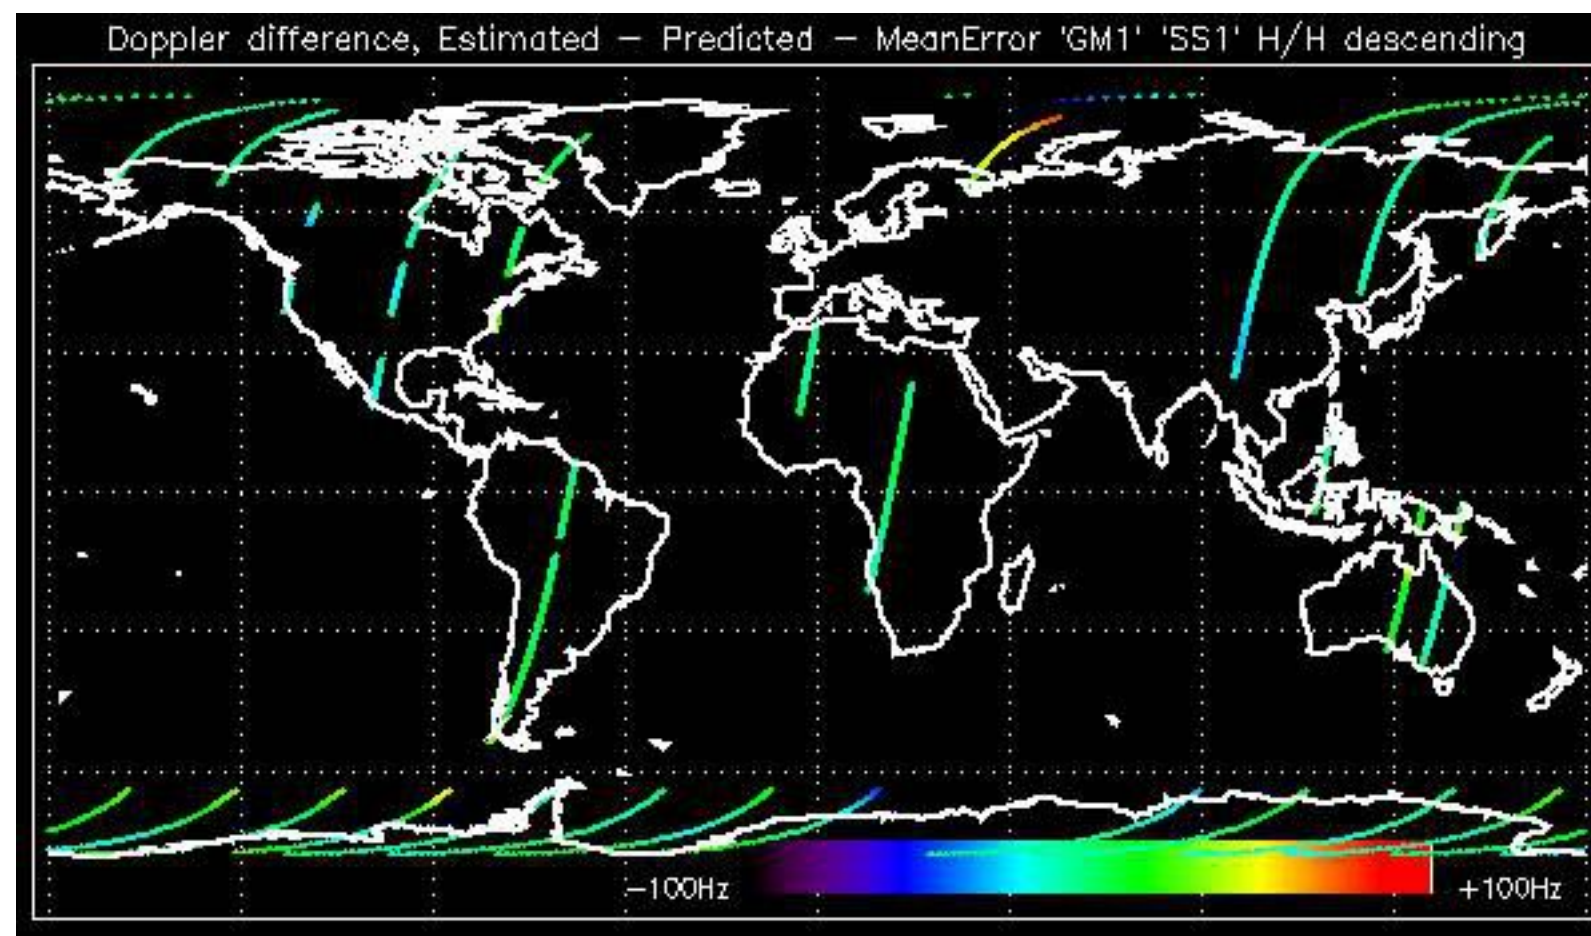 Doppler difference, Estimated – Predicted – MeanError 'GM1' 'SS1' H/H descending
–100Hz
+100Hz